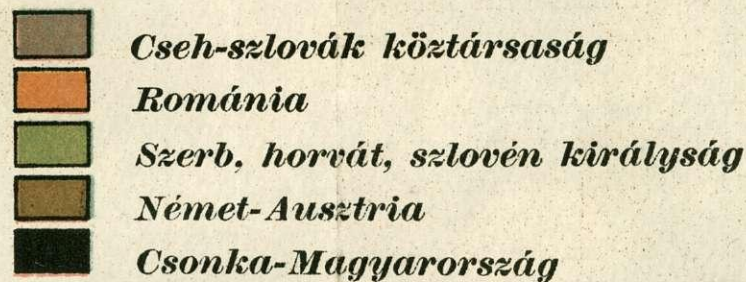 Cseh-szlovák köztársaság
Románia
Szerb, horvát, szlovén királyság
Német-Ausztria
Csonka-Magyarország